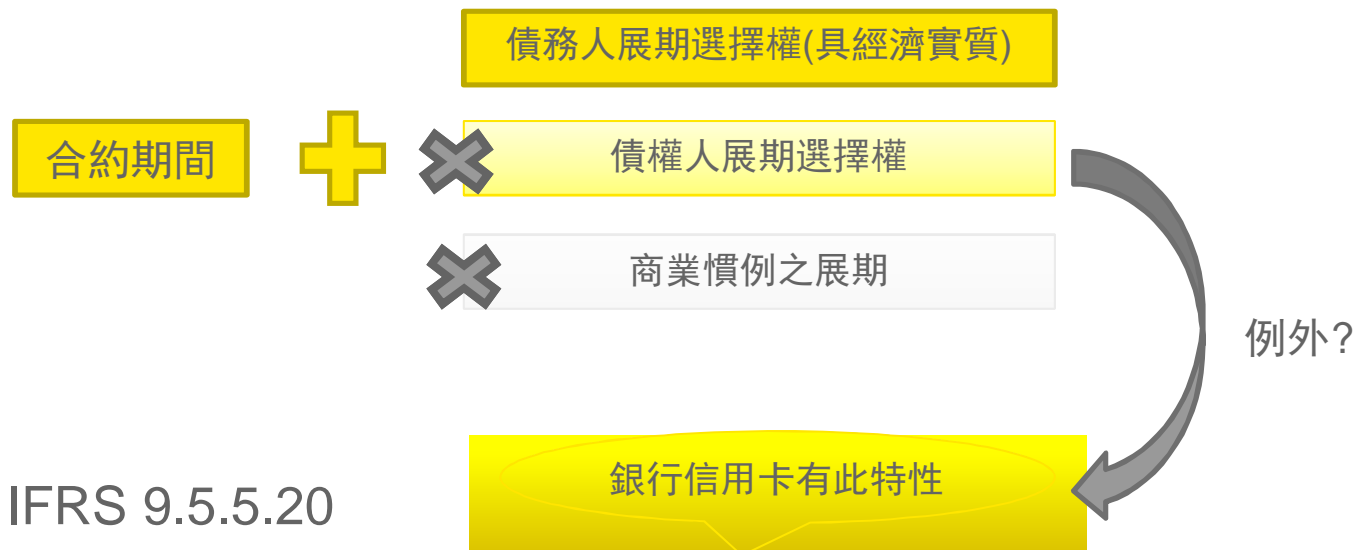 債務人展期選擇權(具經濟實質)
合約期間
債權人展期選擇權
商業慣例之展期
例外?
銀行信用卡有此特性
IFRS 9.5.5.20